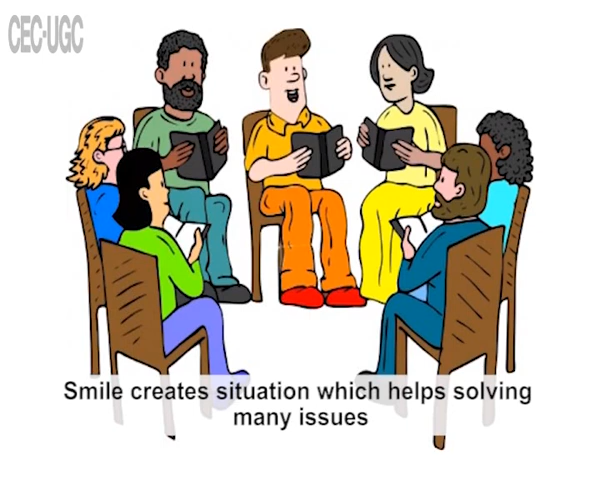 CEC-UGC
Smile creates situation which helps solving
many issues